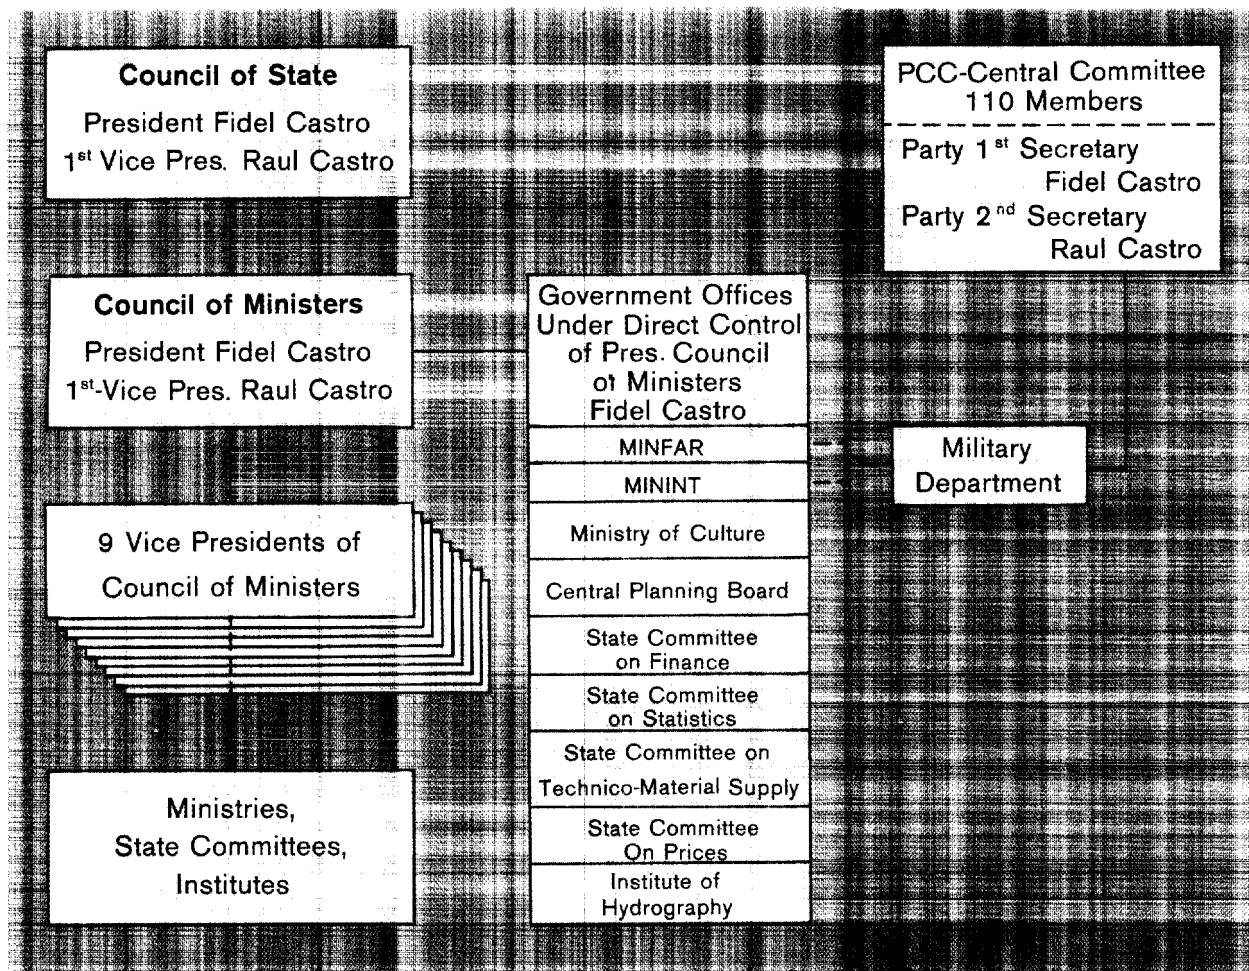 Council of State
President Fidel Castro
1st Vice Pres. Raul Castro
PCC-Central Committee
110 Members
Party 1st Secretary
Fidel Castro
Party 2nd Secretary
Raul Castro
Council of Ministers
President Fidel Castro
1st-Vice Pres. Raul Castro
Government Offices
Under Direct Control
of Pres. Council
of Ministers
Fidel Castro
MINFAR
MININT
Ministry of Culture
Central Planning Board
State Committee
on Finance
State Committee
on Statistics
State Committee on
Technico-Material Supply
State Committee
On Prices
Institute of
Hydrography
Military
Department
9 Vice Presidents of
Council of Ministers
Ministries,
State Committees,
Institutes